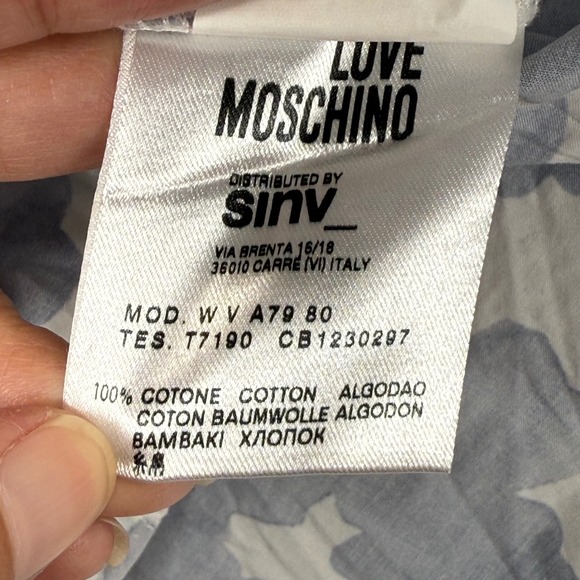 LOVE
MOSCHINO
DISTRIBUTED BY
sinv_
VIA BRENTA 16/18
36010 CARRÈ (VI) ITALY
MOD. W V A79 80
TES. T7190 CB1230297
100% COTONE COTTON ALGODAO
COTON BAUMWOLLE ALGODON
BAMBAKI ХЛОПОК